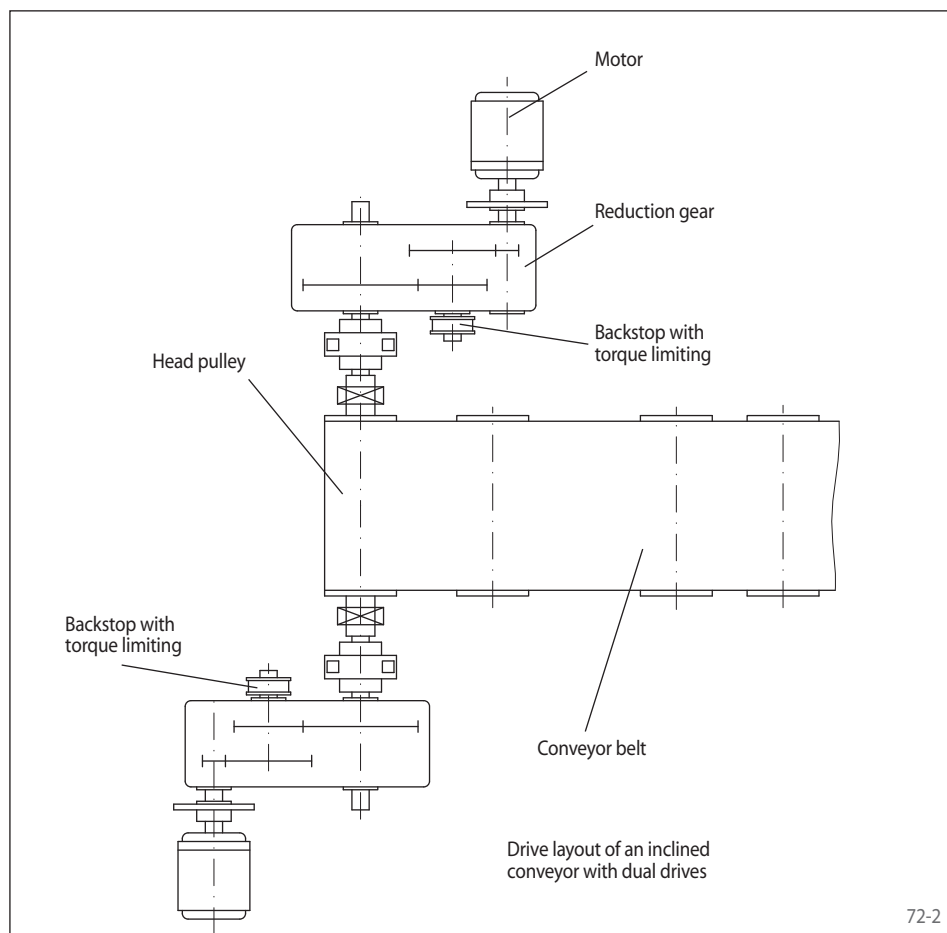 Motor
Reduction gear
Backstop with
torque limiting
Head pulley
Backstop with
torque limiting
Conveyor belt
Drive layout of an inclined
conveyor with dual drives
72-2